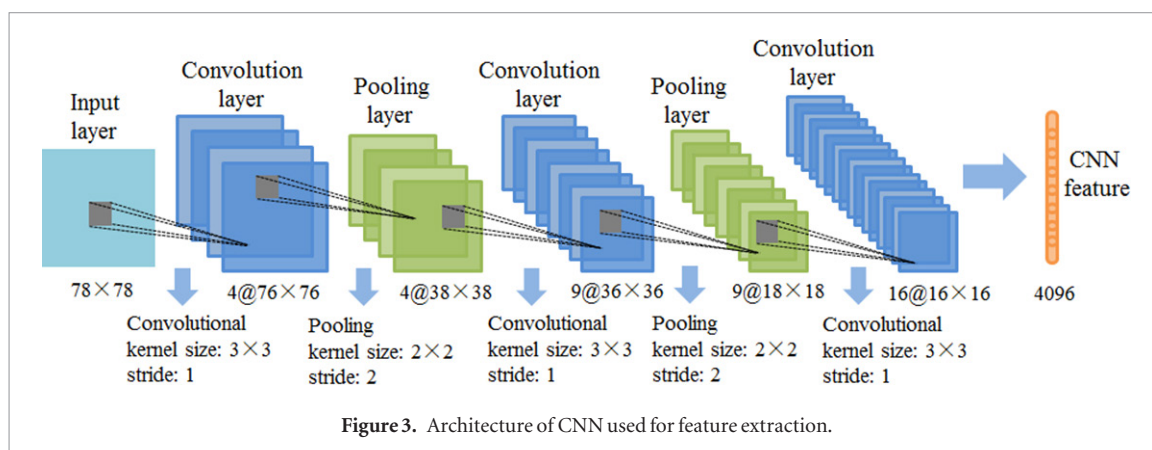 Input
layer
Convolution
layer
Pooling
layer
Convolution
layer
Pooling
layer
Convolution
layer
CNN
feature
78×78
4@76×76
4@38×38
9@36×36
9@18×18
16@16×16
4096
Convolutional
kernel size: 3×3
stride: 1
Pooling
kernel size: 2×2
stride: 2
Convolutional
kernel size: 3×3
stride: 1
Pooling
kernel size: 2×2
stride: 2
Convolutional
kernel size: 3×3
stride: 1
Figure 3. Architecture of CNN used for feature extraction.